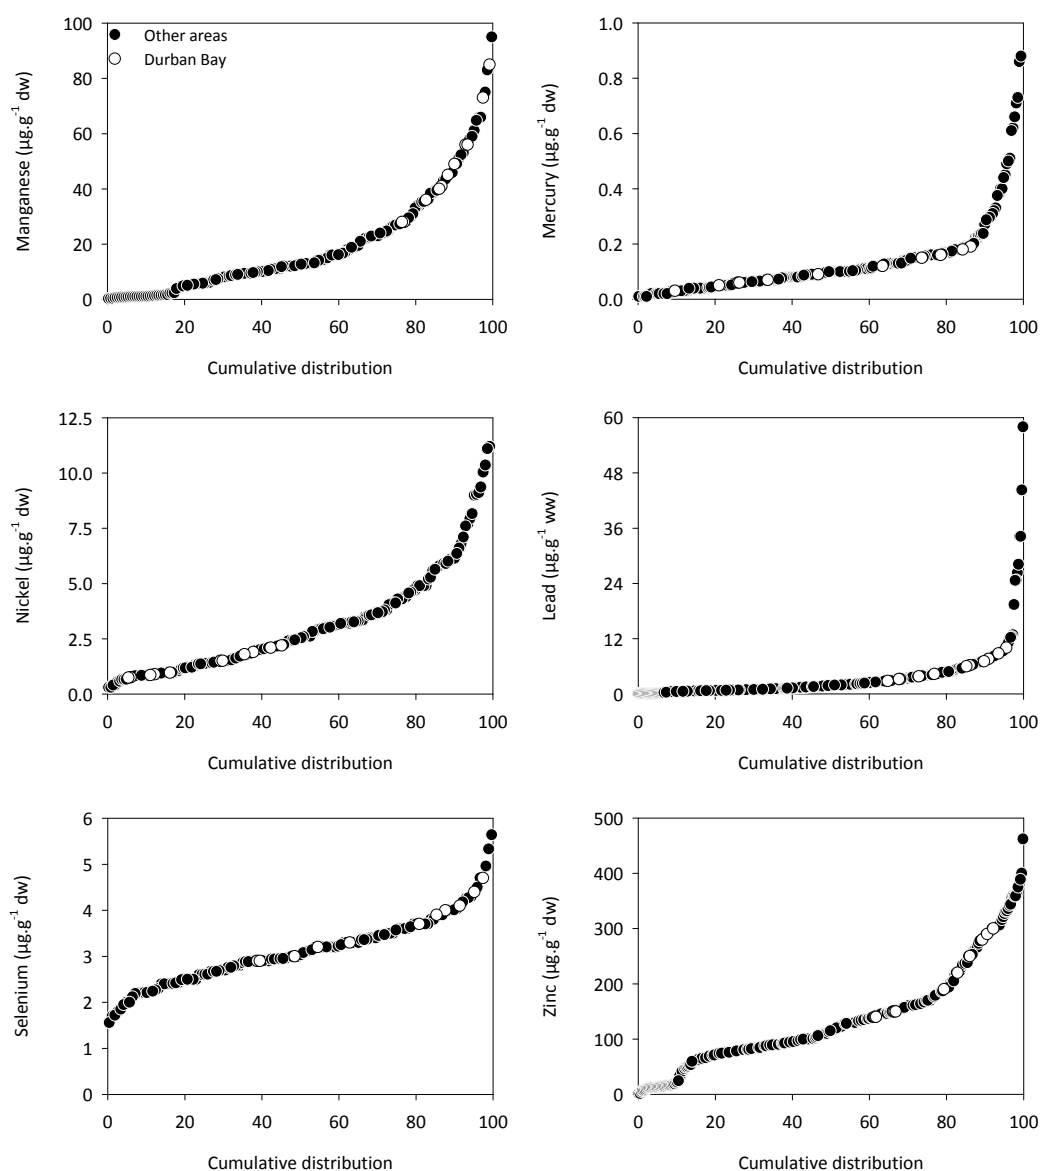 100
80
60
40
20
0
Manganese (µg.g⁻¹ dw)
Other areas
Durban Bay
0 20 40 60 80 100
Cumulative distribution
1.0
0.8
0.6
0.4
0.2
0.0
Mercury (µg.g⁻¹ dw)
0 20 40 60 80 100
Cumulative distribution
12.5
10.0
7.5
5.0
2.5
0.0
Nickel (µg.g⁻¹ dw)
0 20 40 60 80 100
Cumulative distribution
60
48
36
24
12
0
Lead (µg.g⁻¹ ww)
0 20 40 60 80 100
Cumulative distribution
6
5
4
3
2
1
0
Selenium (µg.g⁻¹ dw)
0 20 40 60 80 100
Cumulative distribution
500
400
300
200
100
0
Zinc (µg.g⁻¹ dw)
0 20 40 60 80 100
Cumulative distribution